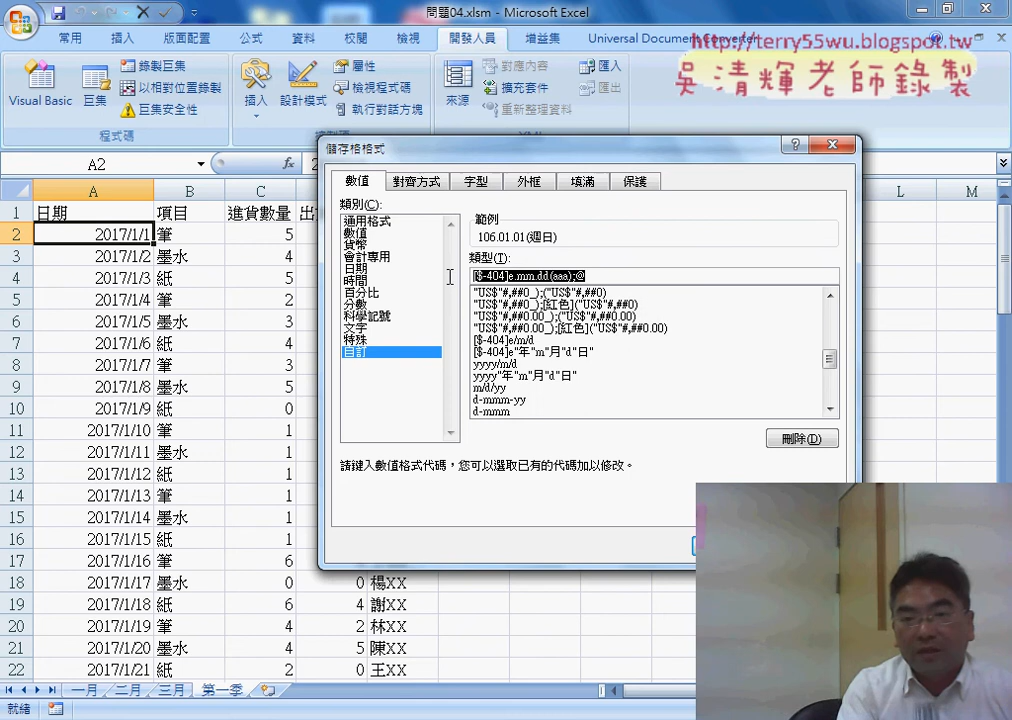 問題04.xlsm - Microsoft Excel
常用 插入 版面配置 公式 資料 校閱 檢視 開發人員 增益集 Universal Document Converter
http://terry55wu.blogspot.tw
吳清輝老師錄製
Visual Basic 巨集 錄製巨集 以相對位置錄製 巨集安全性
程式碼
插入 設計模式 屬性 檢視程式碼 執行對話方塊
來源 對應內容 擴充套件 重新整理資料 匯入 匯出
A2
儲存格格式
數值 對齊方式 字型 外框 填滿 保護
類別(C):
通用格式
數值
貨幣
會計專用
日期
時間
百分比
分數
科學記號
文字
特殊
自訂
範例
106.01.01(週日)
類型(T):
[$-404]e.mm.dd(aaa);@
"US$"#,##0_);("US$"#,##0)
"US$"#,##0_);[紅色]("US$"#,##0)
"US$"#,##0.00_);("US$"#,##0.00)
"US$"#,##0.00_);[紅色]("US$"#,##0.00)
[$-404]e/m/d
[$-404]e"年"m"月"d"日"
yyyy/m/d
yyyy"年"m"月"d"日"
m/d/yy
d-mmm-yy
d-mmm
刪除(D)
請鍵入數值格式代碼，您可以選取已有的代碼加以修改。
A B C L M
1 日期 項目 進貨數量
2 2017/1/1 筆 5
3 2017/1/2 墨水 4
4 2017/1/3 紙 5
5 2017/1/4 筆 2
6 2017/1/5 墨水 3
7 2017/1/6 紙 4
8 2017/1/7 筆 3
9 2017/1/8 墨水 5
10 2017/1/9 紙 0
11 2017/1/10 筆 1
12 2017/1/11 墨水 1
13 2017/1/12 紙 1
14 2017/1/13 筆 1
15 2017/1/14 墨水 1
16 2017/1/15 紙 1
17 2017/1/16 筆 6
18 2017/1/17 墨水 0 0 楊XX
19 2017/1/18 紙 6 4 謝XX
20 2017/1/19 筆 4 2 林XX
21 2017/1/20 墨水 4 5 陳XX
22 2017/1/21 紙 2 0 王XX
一月 二月 三月 第一季
就緒